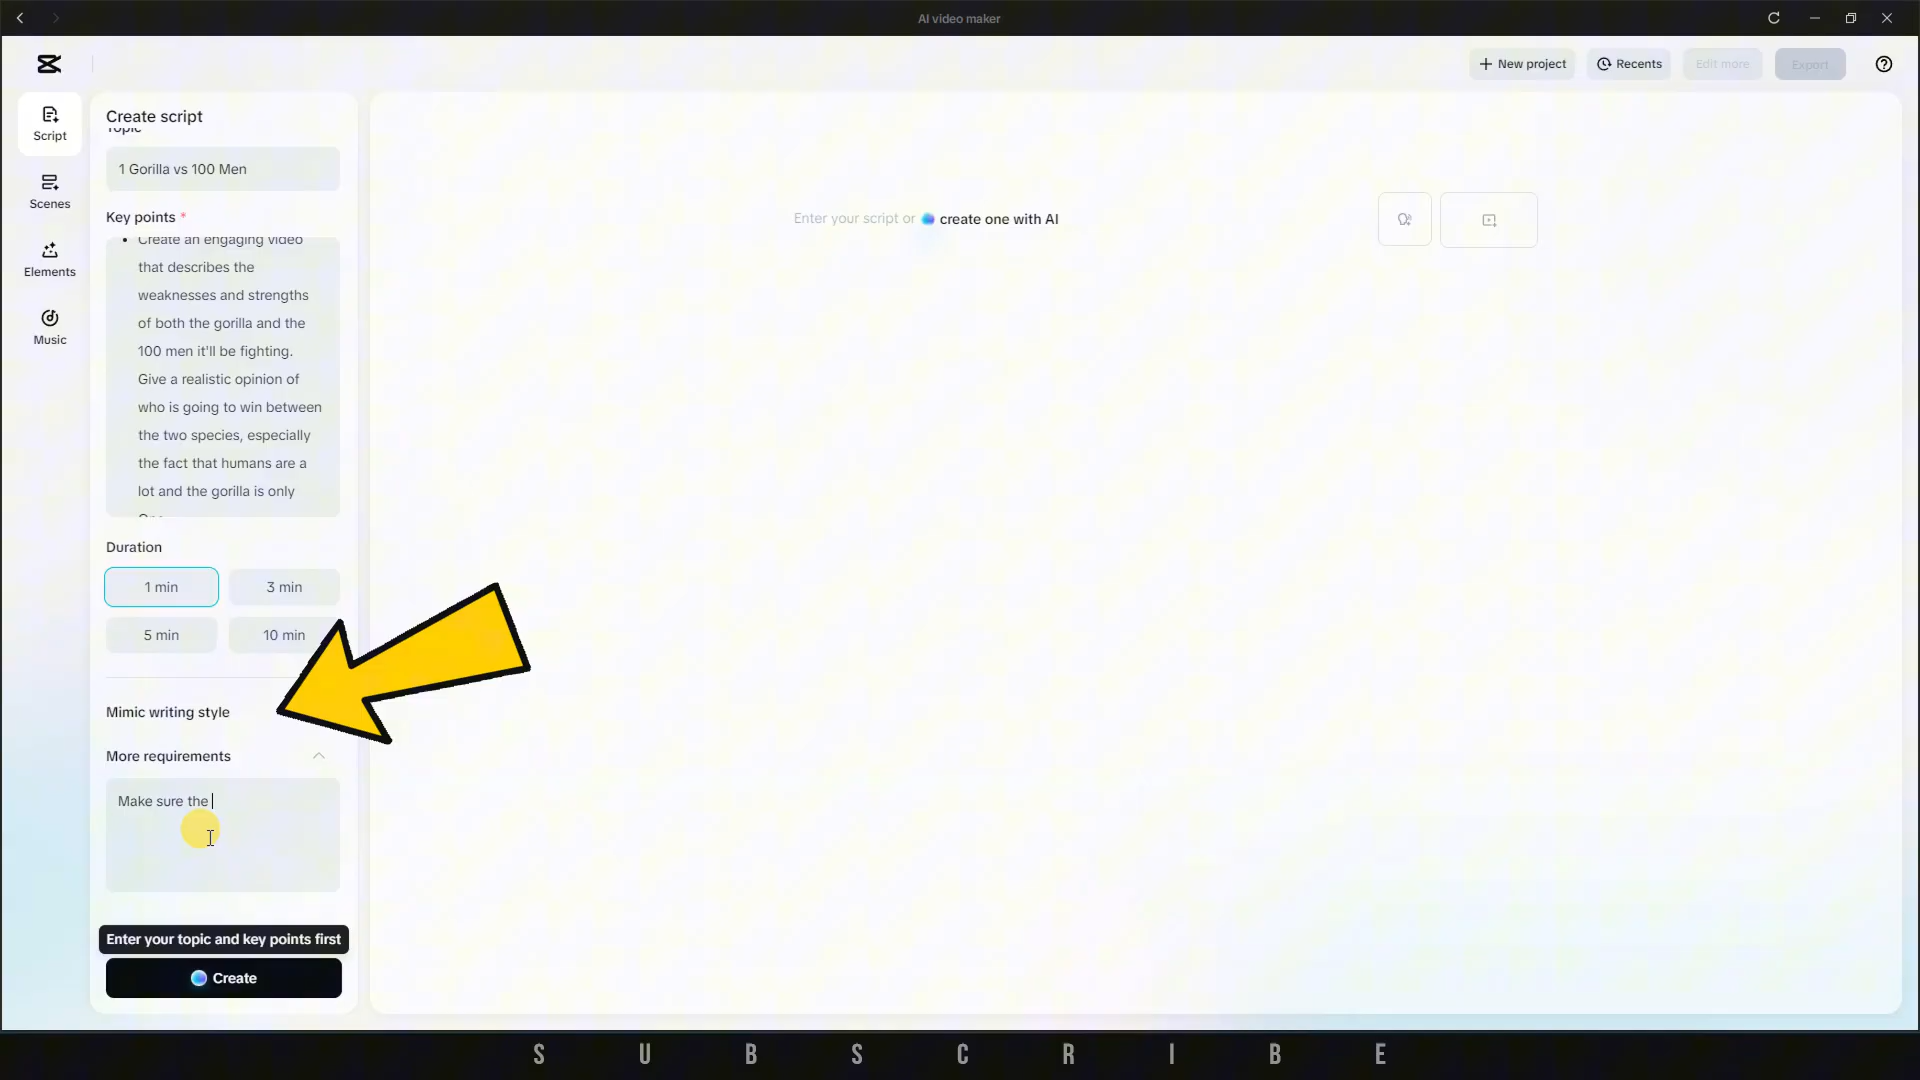 AI video maker
New project
Recents
Edit more
Export
Script
Scenes
Elements
Music
Create script
Topic
1 Gorilla vs 100 Men
Key points *
• Create an engaging video
that describes the
weaknesses and strengths
of both the gorilla and the
100 men it'll be fighting.
Give a realistic opinion of
who is going to win between
the two species, especially
the fact that humans are a
lot and the gorilla is only
One
Duration
1 min
3 min
5 min
10 min
Mimic writing style
More requirements
Make sure the
Enter your topic and key points first
Create
Enter your script or create one with AI
S U B S C R I B E